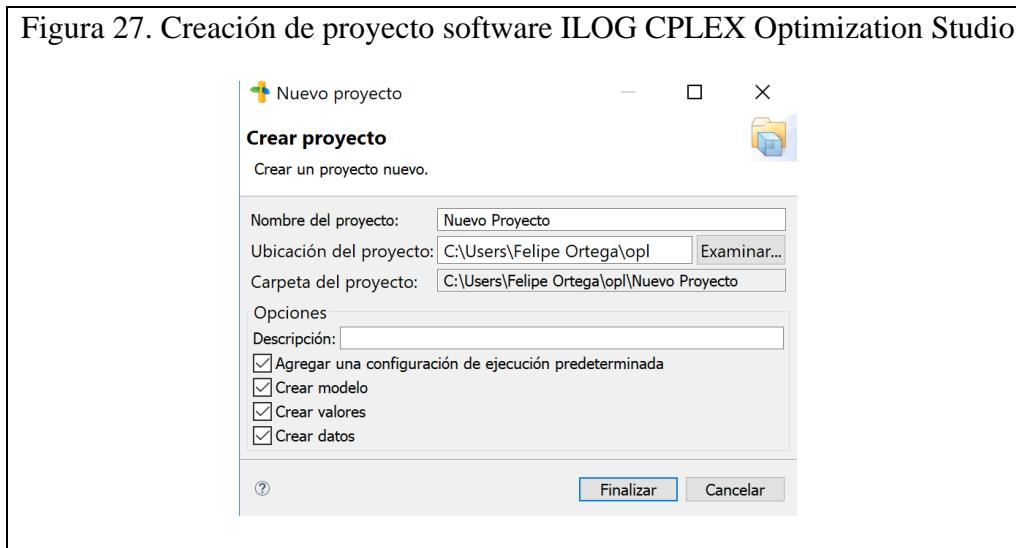 Figura 27. Creación de proyecto software ILOG CPLEX Optimization Studio
Nuevo proyecto
Crear proyecto
Crear un proyecto nuevo.
Nombre del proyecto: Nuevo Proyecto
Ubicación del proyecto: C:\Users\Felipe Ortega\opl Examinar...
Carpeta del proyecto: C:\Users\Felipe Ortega\opl\Nuevo Proyecto
Opciones
Descripción:
Agregar una configuración de ejecución predeterminada
Crear modelo
Crear valores
Crear datos
? Finalizar Cancelar